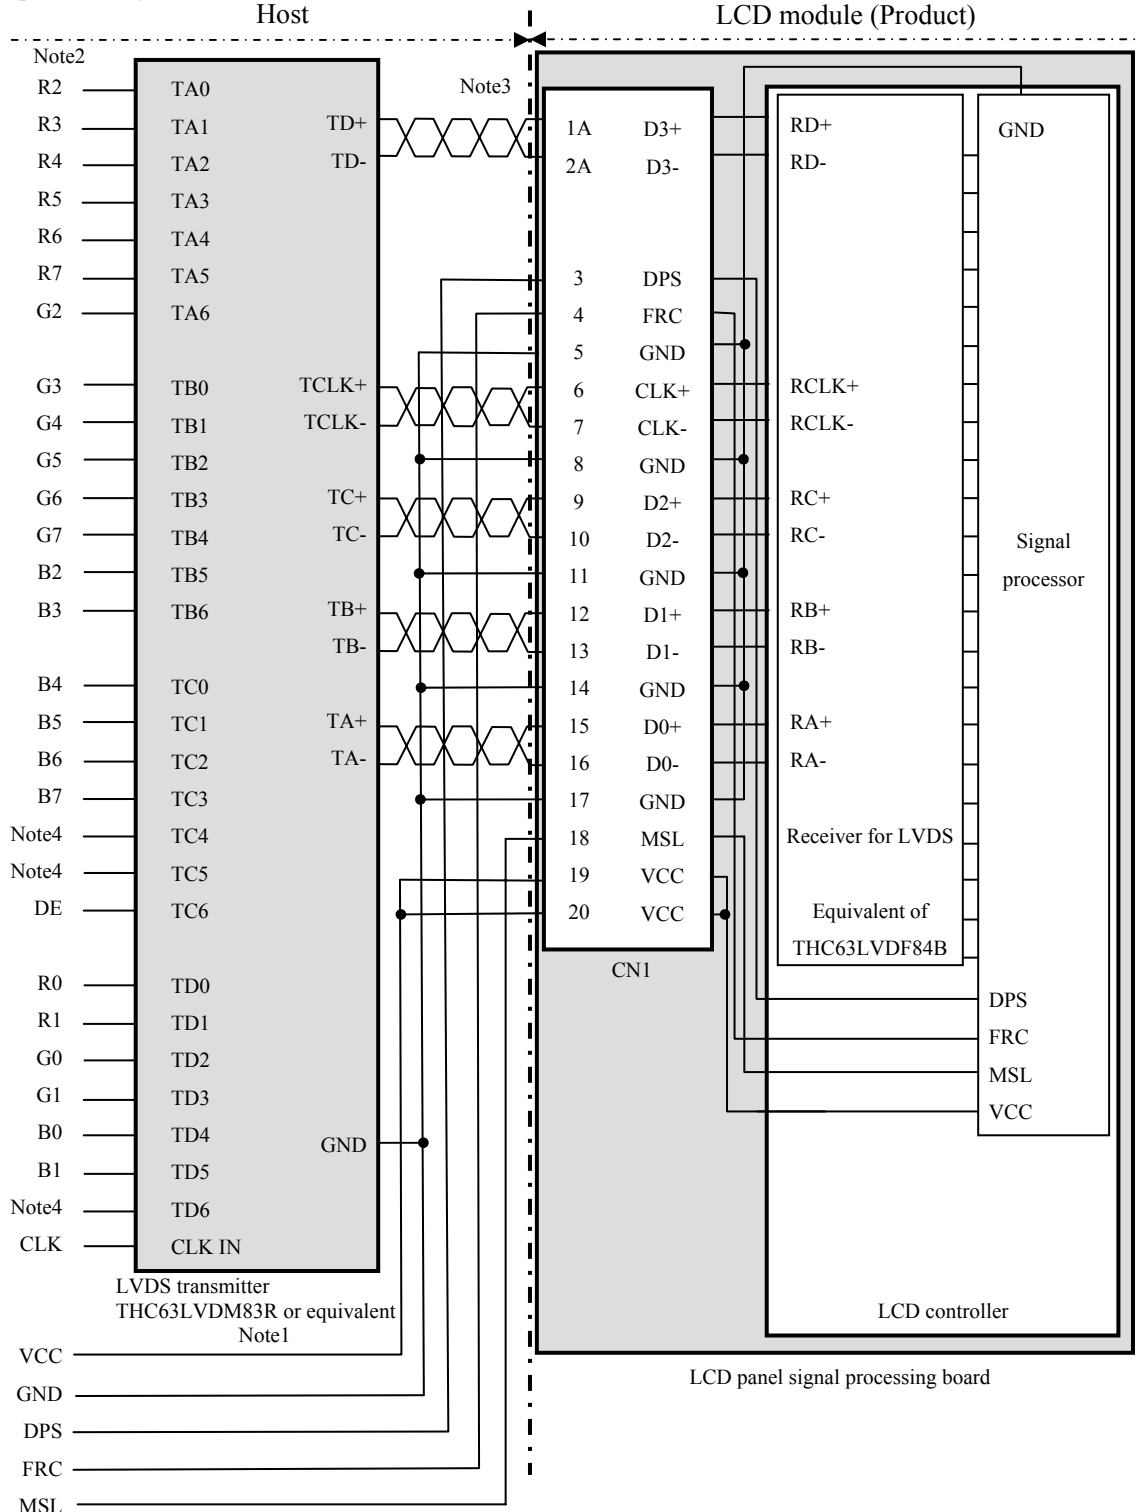 Host
LCD module (Product)
Note2
Note3
R2 TA0
R3 TA1 TD+ 1A D3+ RD+ GND
R4 TA2 TD- 2A D3- RD-
R5 TA3
R6 TA4
R7 TA5 3 DPS
G2 TA6 4 FRC
5 GND
G3 TB0 TCLK+ 6 CLK+ RCLK+
G4 TB1 TCLK- 7 CLK- RCLK-
G5 TB2 8 GND
G6 TB3 TC+ 9 D2+ RC+
G7 TB4 TC- 10 D2- RC- Signal
B2 TB5 11 GND processor
B3 TB6 TB+ 12 D1+ RB+
TB- 13 D1- RB-
B4 TC0 14 GND
B5 TC1 TA+ 15 D0+ RA+
B6 TC2 TA- 16 D0- RA-
B7 TC3 17 GND
Note4 TC4 18 MSL Receiver for LVDS
Note4 TC5 19 VCC
DE TC6 20 VCC Equivalent of
THC63LVDF84B
CN1
R0 TD0 DPS
R1 TD1 FRC
G0 TD2 MSL
G1 TD3 VCC
B0 TD4 GND
B1 TD5
Note4 TD6
CLK CLK IN
LVDS transmitter
THC63LVDM83R or equivalent
Note1
LCD controller
VCC
LCD panel signal processing board
GND
DPS
FRC
MSL